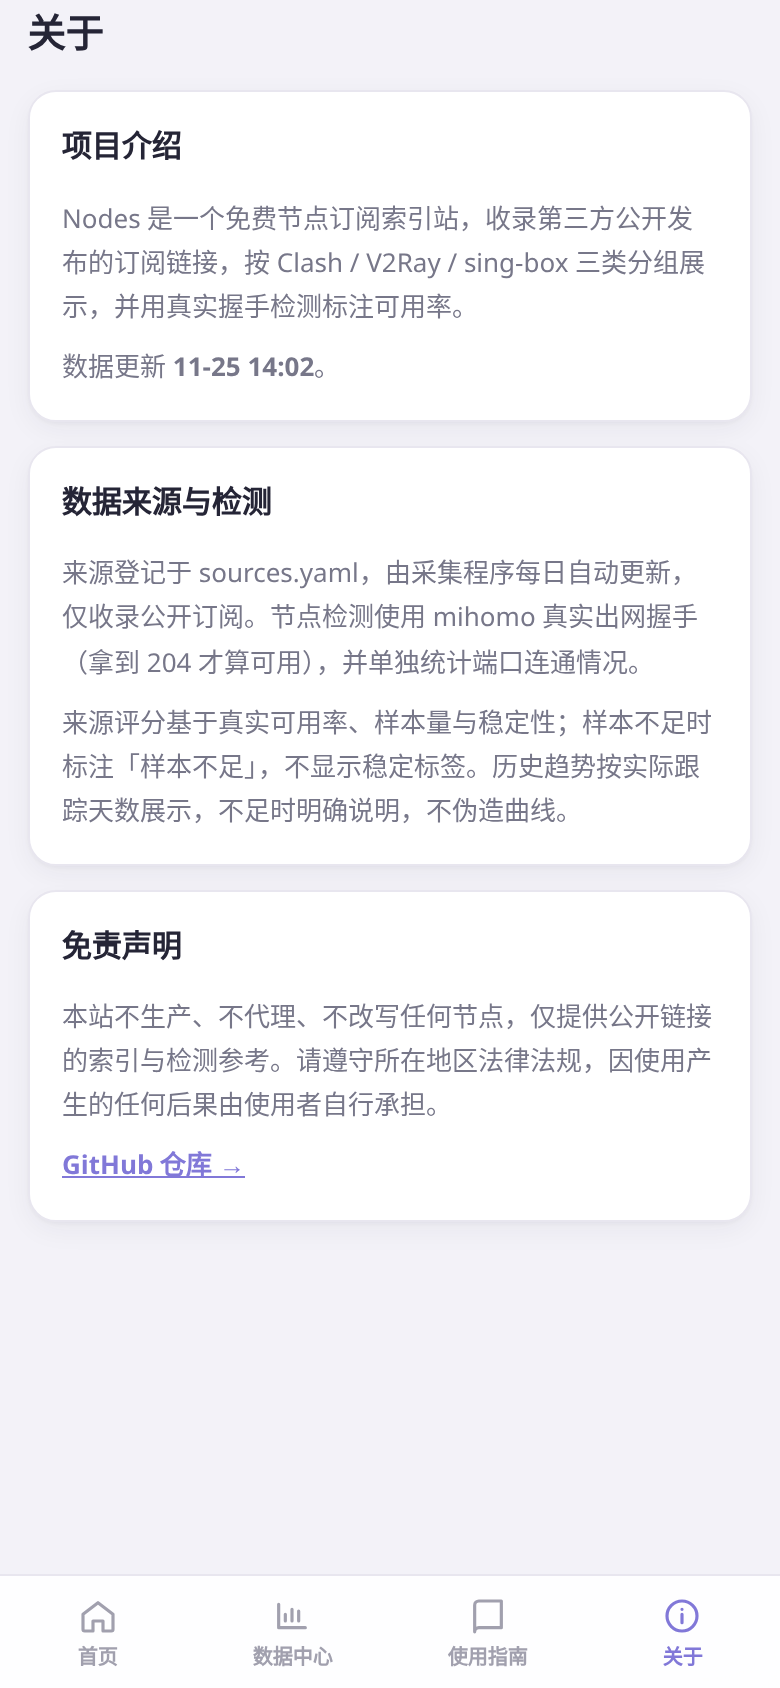 关于
项目介绍
Nodes 是一个免费节点订阅索引站，收录第三方公开发
布的订阅链接，按 Clash / V2Ray / sing-box 三类分组展
示，并用真实握手检测标注可用率。
数据更新 11-25 14:02。
数据来源与检测
来源登记于 sources.yaml，由采集程序每日自动更新，
仅收录公开订阅。节点检测使用 mihomo 真实出网握手
（拿到 204 才算可用），并单独统计端口连通情况。
来源评分基于真实可用率、样本量与稳定性；样本不足时
标注「样本不足」，不显示稳定标签。历史趋势按实际跟
踪天数展示，不足时明确说明，不伪造曲线。
免责声明
本站不生产、不代理、不改写任何节点，仅提供公开链接
的索引与检测参考。请遵守所在地区法律法规，因使用产
生的任何后果由使用者自行承担。
GitHub 仓库 →
首页
数据中心
使用指南
关于